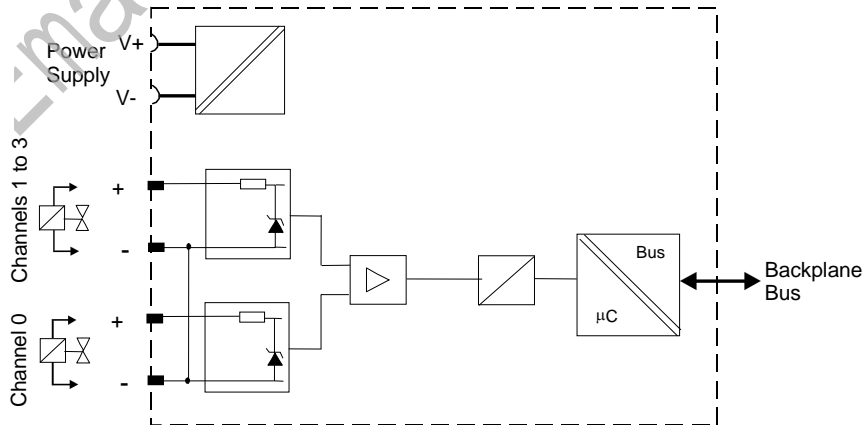 Power
Supply
V+
V-
Channels 1 to 3
+
-
Channel 0
+
-
Bus
µC
Backplane
Bus